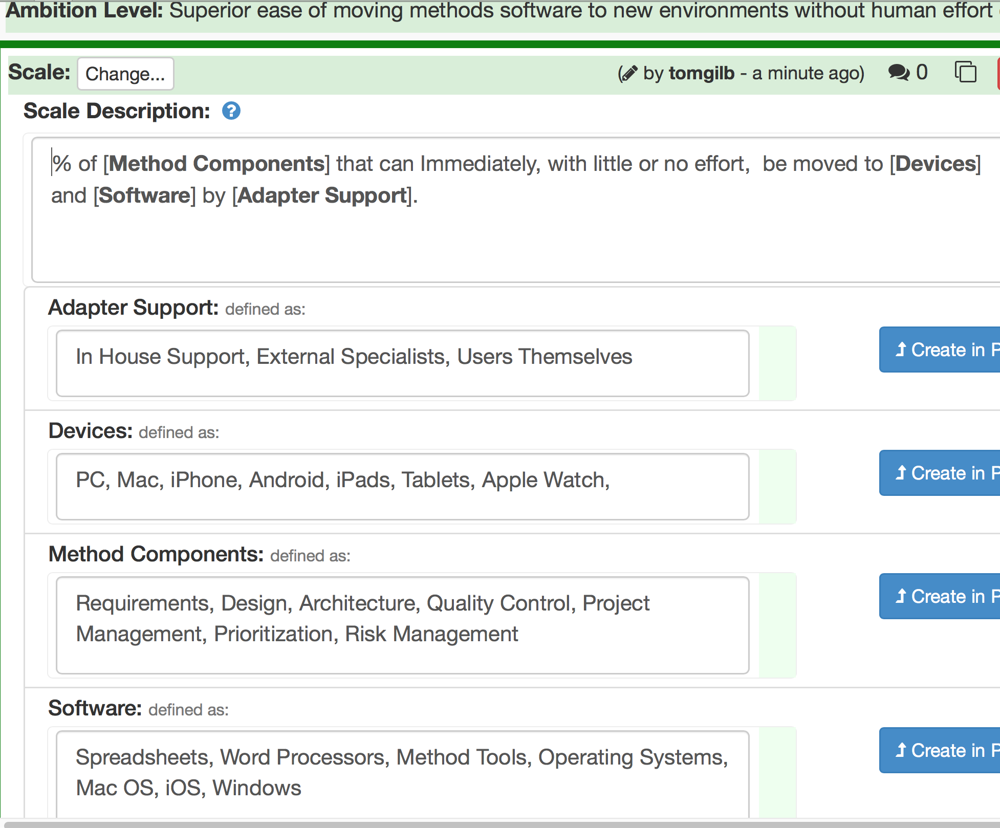 Ambition Level: Superior ease of moving methods software to new environments without human effort
Scale: Change... ( by tomgilb - a minute ago) 0
Scale Description: ?
% of [Method Components] that can Immediately, with little or no effort,  be moved to [Devices]
and [Software] by [Adapter Support].
Adapter Support: defined as:
In House Support, External Specialists, Users Themselves
Create in P
Devices: defined as:
PC, Mac, iPhone, Android, iPads, Tablets, Apple Watch,
Create in P
Method Components: defined as:
Requirements, Design, Architecture, Quality Control, Project
Management, Prioritization, Risk Management
Create in P
Software: defined as:
Spreadsheets, Word Processors, Method Tools, Operating Systems,
Mac OS, iOS, Windows
Create in P